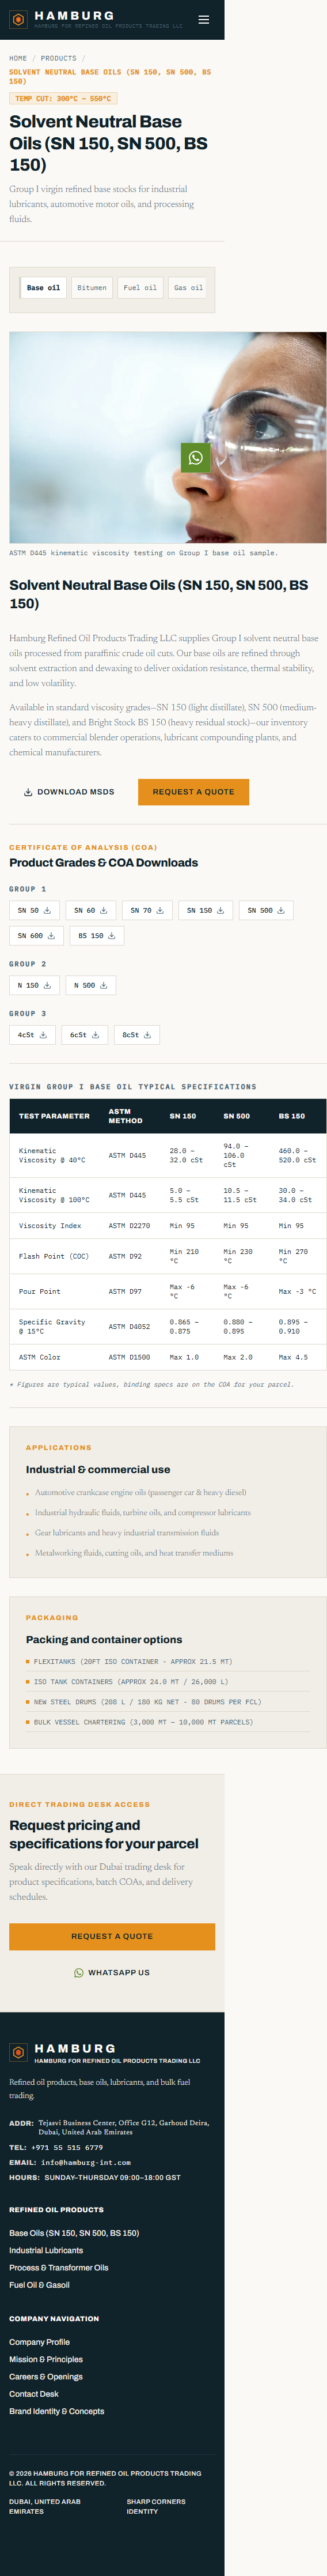 HAMBURG
HAMBURG FOR REFINED OIL PRODUCTS TRADING LLC
HOME / PRODUCTS /
SOLVENT NEUTRAL BASE OILS (SN 150, SN 500, BS
150)
TEMP CUT: 300°C – 550°C
Solvent Neutral Base
Oils (SN 150, SN 500, BS
150)
Group I virgin refined base stocks for industrial
lubricants, automotive motor oils, and processing
fluids.
Base oil Bitumen Fuel oil Gas oil
ASTM D445 kinematic viscosity testing on Group I base oil sample.
Solvent Neutral Base Oils (SN 150, SN 500, BS
150)
Hamburg Refined Oil Products Trading LLC supplies Group I solvent neutral base
oils processed from paraffinic crude oil cuts. Our base oils are refined through
solvent extraction and dewaxing to deliver oxidation resistance, thermal stability,
and low volatility.
Available in standard viscosity grades—SN 150 (light distillate), SN 500 (medium-
heavy distillate), and Bright Stock BS 150 (heavy residual stock)—our inventory
caters to commercial blender operations, lubricant compounding plants, and
chemical manufacturers.
DOWNLOAD MSDS REQUEST A QUOTE
CERTIFICATE OF ANALYSIS (COA)
Product Grades & COA Downloads
GROUP 1
SN 50 SN 60 SN 70 SN 150 SN 500
SN 600 BS 150
GROUP 2
N 150 N 500
GROUP 3
4cSt 6cSt 8cSt
VIRGIN GROUP I BASE OIL TYPICAL SPECIFICATIONS
TEST PARAMETER ASTM METHOD SN 150 SN 500 BS 150
Kinematic Viscosity @ 40°C ASTM D445 28.0 – 32.0 cSt 94.0 – 106.0 cSt 460.0 – 520.0 cSt
Kinematic Viscosity @ 100°C ASTM D445 5.0 – 5.5 cSt 10.5 – 11.5 cSt 30.0 – 34.0 cSt
Viscosity Index ASTM D2270 Min 95 Min 95 Min 95
Flash Point (COC) ASTM D92 Min 210 °C Min 230 °C Min 270 °C
Pour Point ASTM D97 Max -6 °C Max -6 °C Max -3 °C
Specific Gravity @ 15°C ASTM D4052 0.865 – 0.875 0.880 – 0.895 0.895 – 0.910
ASTM Color ASTM D1500 Max 1.0 Max 2.0 Max 4.5
* Figures are typical values, binding specs are on the COA for your parcel.
APPLICATIONS
Industrial & commercial use
Automotive crankcase engine oils (passenger car & heavy diesel)
Industrial hydraulic fluids, turbine oils, and compressor lubricants
Gear lubricants and heavy industrial transmission fluids
Metalworking fluids, cutting oils, and heat transfer mediums
PACKAGING
Packing and container options
FLEXITANKS (20FT ISO CONTAINER - APPROX 21.5 MT)
ISO TANK CONTAINERS (APPROX 24.0 MT / 26,000 L)
NEW STEEL DRUMS (208 L / 180 KG NET - 80 DRUMS PER FCL)
BULK VESSEL CHARTERING (3,000 MT – 10,000 MT PARCELS)
DIRECT TRADING DESK ACCESS
Request pricing and
specifications for your parcel
Speak directly with our Dubai trading desk for
product specifications, batch COAs, and delivery
schedules.
REQUEST A QUOTE
WHATSAPP US
HAMBURG
HAMBURG FOR REFINED OIL PRODUCTS TRADING LLC
Refined oil products, base oils, lubricants, and bulk fuel
trading.
ADDR: Tejasvi Business Center, Office G12, Garhoud Deira,
Dubai, United Arab Emirates
TEL: +971 55 515 6779
EMAIL: info@hamburg-int.com
HOURS: SUNDAY–THURSDAY 09:00–18:00 GST
REFINED OIL PRODUCTS
Base Oils (SN 150, SN 500, BS 150)
Industrial Lubricants
Process & Transformer Oils
Fuel Oil & Gasoil
COMPANY NAVIGATION
Company Profile
Mission & Principles
Careers & Openings
Contact Desk
Brand Identity & Concepts
© 2026 HAMBURG FOR REFINED OIL PRODUCTS TRADING
LLC. ALL RIGHTS RESERVED.
DUBAI, UNITED ARAB EMIRATES SHARP CORNERS IDENTITY